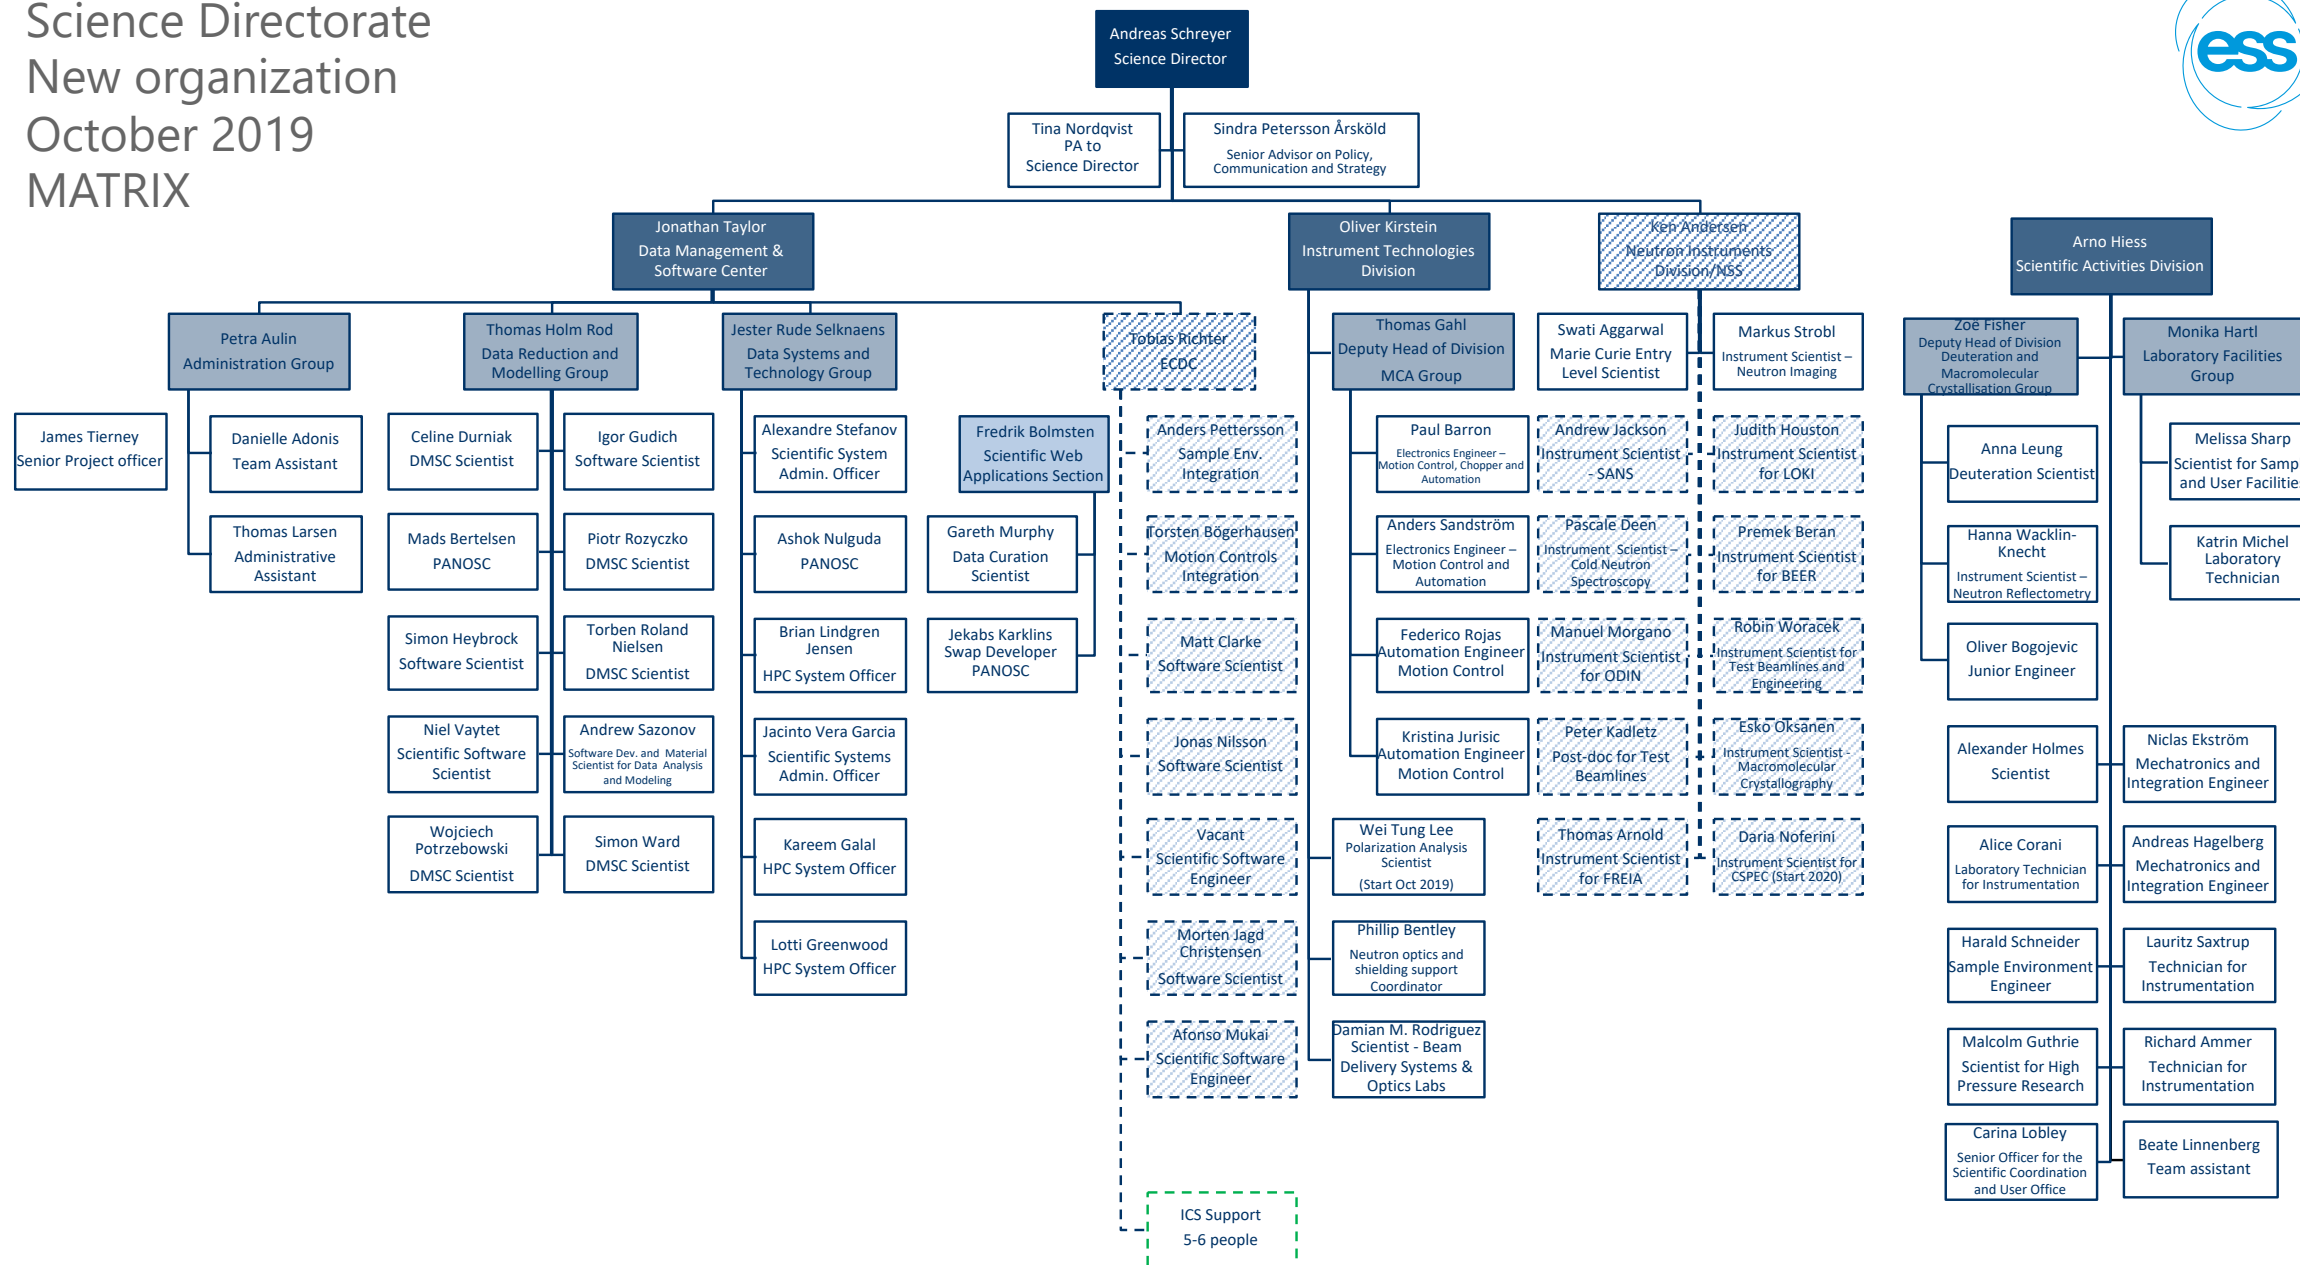 Science Directorate
New organization
October 2019
MATRIX
ess
Andreas Schreyer
Science Director
Tina Nordqvist
PA to
Science Director
Sindra Petersson Årsköld
Senior Advisor on Policy,
Communication and Strategy
Jonathan Taylor
Data Management &
Software Center
Oliver Kirstein
Instrument Technologies
Division
Ken Andersen
Neutron Instruments
Division/NSS
Arno Hiess
Scientific Activities Division
Petra Aulin
Administration Group
Thomas Holm Rod
Data Reduction and
Modelling Group
Jester Rude Selknaens
Data Systems and
Technology Group
Tobias Richter
ECDC
Thomas Gahl
Deputy Head of Division
MCA Group
Swati Aggarwal
Marie Curie Entry
Level Scientist
Markus Strobl
Instrument Scientist –
Neutron Imaging
Zoë Fisher
Deputy Head of Division
Deuteration and
Macromolecular
Crystallisation Group
Monika Hartl
Laboratory Facilities
Group
James Tierney
Senior Project officer
Danielle Adonis
Team Assistant
Thomas Larsen
Administrative
Assistant
Celine Durniak
DMSC Scientist
Igor Gudich
Software Scientist
Mads Bertelsen
PANOSC
Piotr Rozyczko
DMSC Scientist
Simon Heybrock
Software Scientist
Torben Roland
Nielsen
DMSC Scientist
Niel Vaytet
Scientific Software
Scientist
Andrew Sazonov
Software Dev. and Material
Scientist for Data Analysis
and Modeling
Wojciech
Potrzebowski
DMSC Scientist
Simon Ward
DMSC Scientist
Alexandre Stefanov
Scientific System
Admin. Officer
Ashok Nulguda
PANOSC
Brian Lindgren
Jensen
HPC System Officer
Jacinto Vera Garcia
Scientific Systems
Admin. Officer
Kareem Galal
HPC System Officer
Lotti Greenwood
HPC System Officer
Fredrik Bolmsten
Scientific Web
Applications Section
Gareth Murphy
Data Curation
Scientist
Jekabs Karklins
Swap Developer
PANOSC
Anders Pettersson
Sample Env.
Integration
Torsten Bögerhausen
Motion Controls
Integration
Matt Clarke
Software Scientist
Jonas Nilsson
Software Scientist
Vacant
Scientific Software
Engineer
Morten Jagd
Christensen
Software Scientist
Afonso Mukai
Scientific Software
Engineer
ICS Support
5-6 people
Paul Barron
Electronics Engineer –
Motion Control, Chopper and
Automation
Anders Sandström
Electronics Engineer –
Motion Control and
Automation
Federico Rojas
Automation Engineer
Motion Control
Kristina Jurisic
Automation Engineer
Motion Control
Wei Tung Lee
Polarization Analysis
Scientist
(Start Oct 2019)
Phillip Bentley
Neutron optics and
shielding support
Coordinator
Damian M. Rodriguez
Scientist - Beam
Delivery Systems &
Optics Labs
Andrew Jackson
Instrument Scientist
- SANS
Judith Houston
Instrument Scientist
for LOKI
Pascale Deen
Instrument Scientist –
Cold Neutron
Spectroscopy
Premek Beran
Instrument Scientist
for BEER
Manuel Morgano
Instrument Scientist
for ODIN
Robin Woracek
Instrument Scientist for
Test Beamlines and
Engineering
Peter Kadletz
Post-doc for Test
Beamlines
Esko Oksanen
Instrument Scientist -
Macromolecular
Crystallography
Thomas Arnold
Instrument Scientist
for FREIA
Daria Noferini
Instrument Scientist for
CSPEC (Start 2020)
Anna Leung
Deuteration Scientist
Hanna Wacklin-
Knecht
Instrument Scientist –
Neutron Reflectometry
Oliver Bogojevic
Junior Engineer
Melissa Sharp
Scientist for Samp
and User Facilitie
Katrin Michel
Laboratory
Technician
Alexander Holmes
Scientist
Niclas Ekström
Mechatronics and
Integration Engineer
Alice Corani
Laboratory Technician
for Instrumentation
Andreas Hagelberg
Mechatronics and
Integration Engineer
Harald Schneider
Sample Environment
Engineer
Lauritz Saxtrup
Technician for
Instrumentation
Malcolm Guthrie
Scientist for High
Pressure Research
Richard Ammer
Technician for
Instrumentation
Carina Lobley
Senior Officer for the
Scientific Coordination
and User Office
Beate Linnenberg
Team assistant